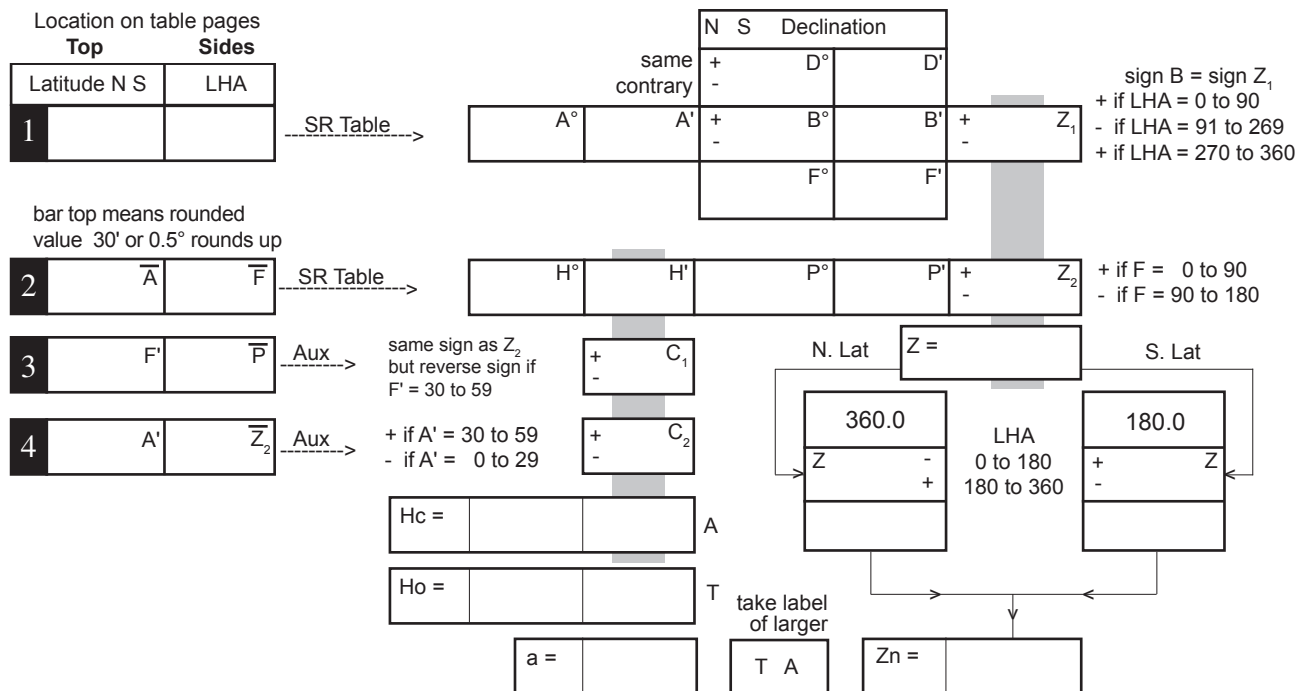 Location on table pages
Top Sides
Latitude N S LHA
1
SR Table
N S Declination
same + D° D'
contrary -
A° A' + B° B' + Z1
- -
F° F'
sign B = sign Z1
+ if LHA = 0 to 90
- if LHA = 91 to 269
+ if LHA = 270 to 360
bar top means rounded
value 30' or 0.5° rounds up
2 A̅ F̅ SR Table
H° H' P° P' + Z2
-
+ if F = 0 to 90
- if F = 90 to 180
3 F' P̅ Aux
same sign as Z2
but reverse sign if
F' = 30 to 59
+ C1
-
4 A' Z̅2 Aux
+ if A' = 30 to 59
- if A' = 0 to 29
+ C2
-
N. Lat Z = S. Lat
360.0 180.0
LHA
0 to 180
180 to 360
Z -
+
+ Z
-
Hc = A
Ho = T
take label
of larger
a = T A Zn =